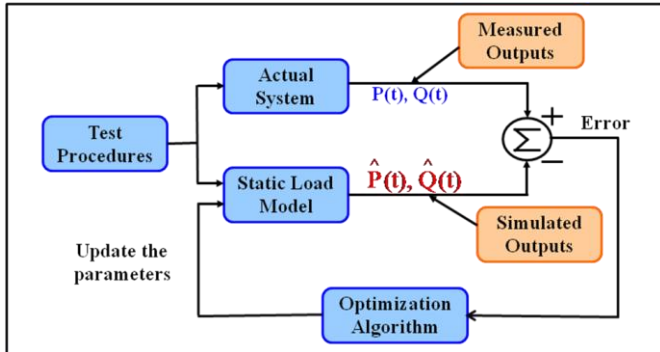 Measured
Outputs
Actual
System
P(t), Q(t)
+
Error
Test
Procedures
Σ
−
Static Load
Model
P̂(t), Q̂(t)
Simulated
Outputs
Update the
parameters
Optimization
Algorithm